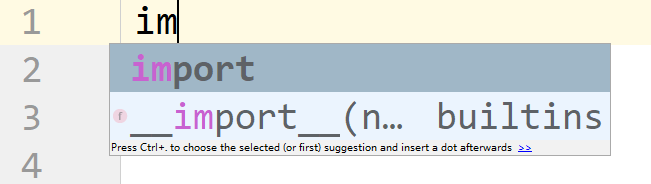 1 im
2 import
3 f __import__(n… builtins
Press Ctrl+. to choose the selected (or first) suggestion and insert a dot afterwards >>
4